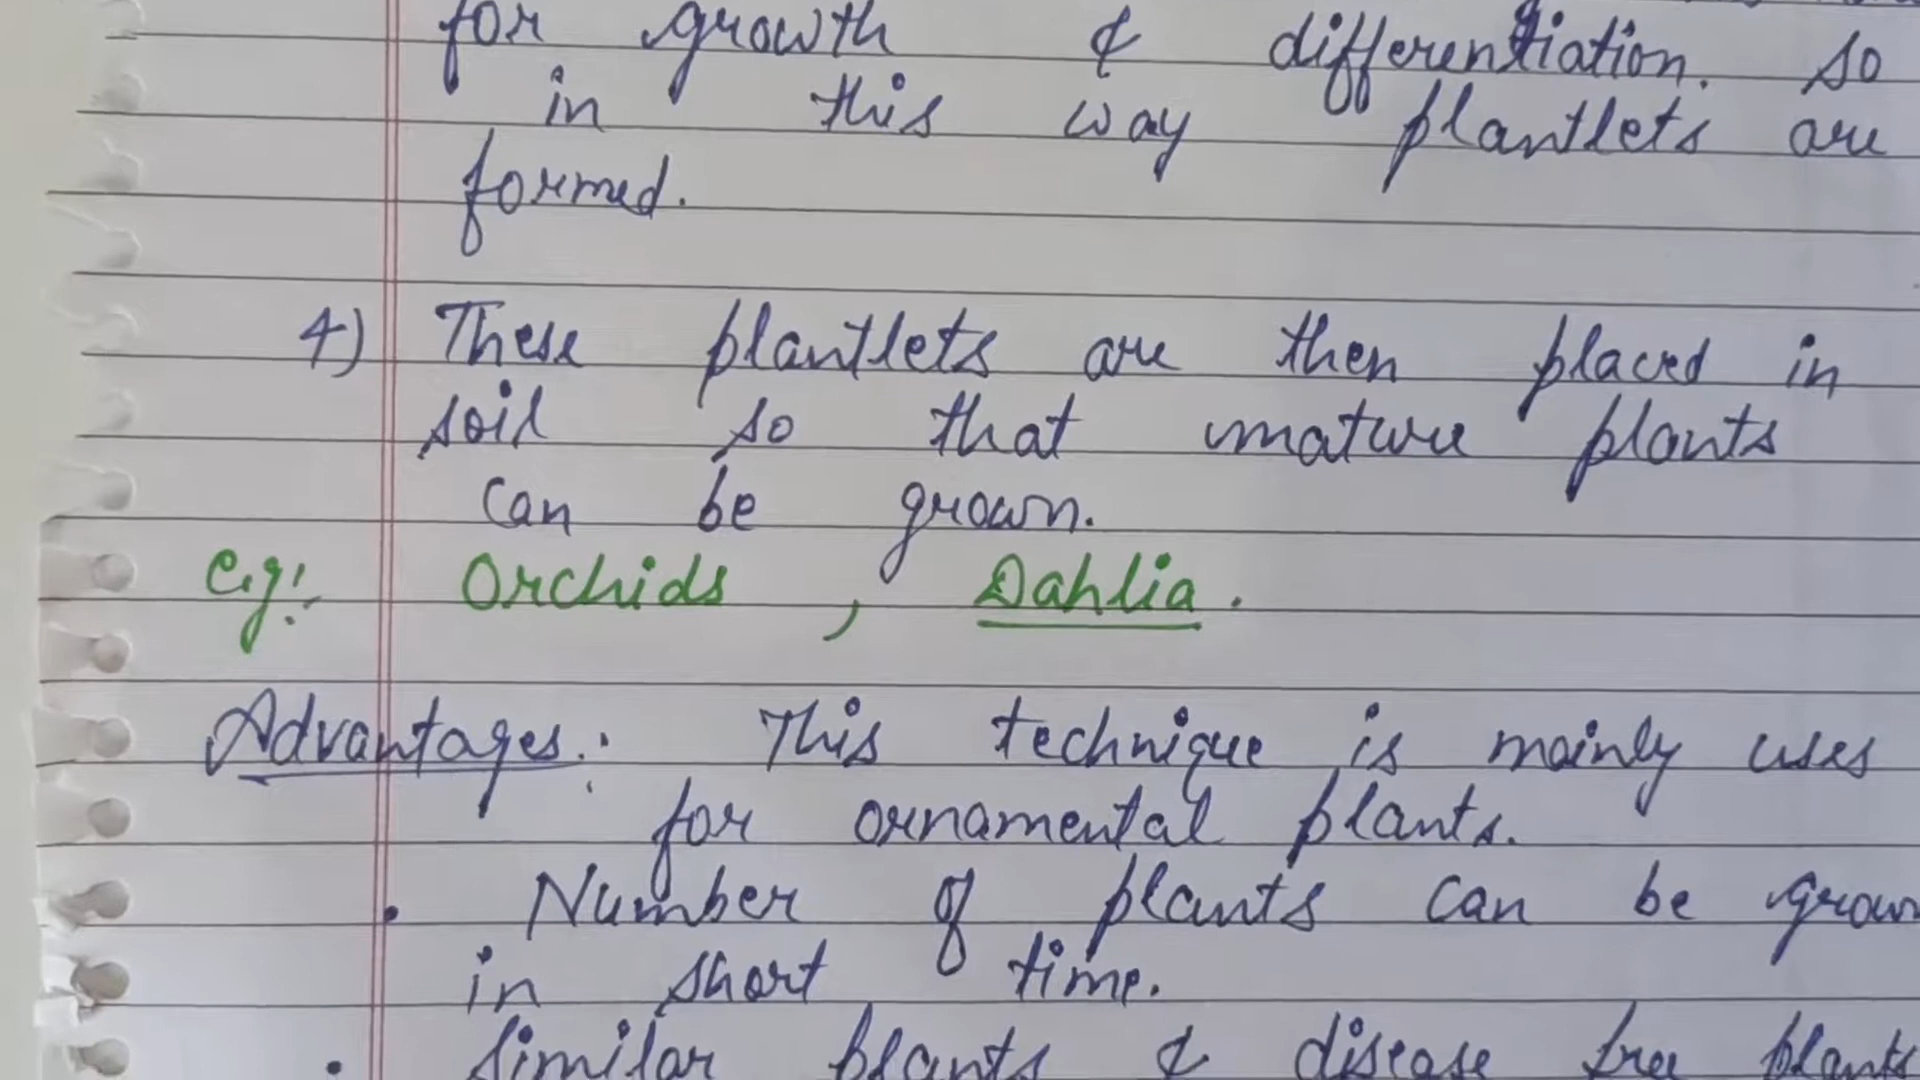 for growth & differentiation. so
in this way plantlets are
formed.
4) These plantlets are then placed in
soil so that mature plants
can be grown.
e.g:- Orchids , Dahlia.
Advantages:- This technique is mainly uses
for ornamental plants.
• Number of plants can be grown
in short time.
• Similar plants & disease free plants